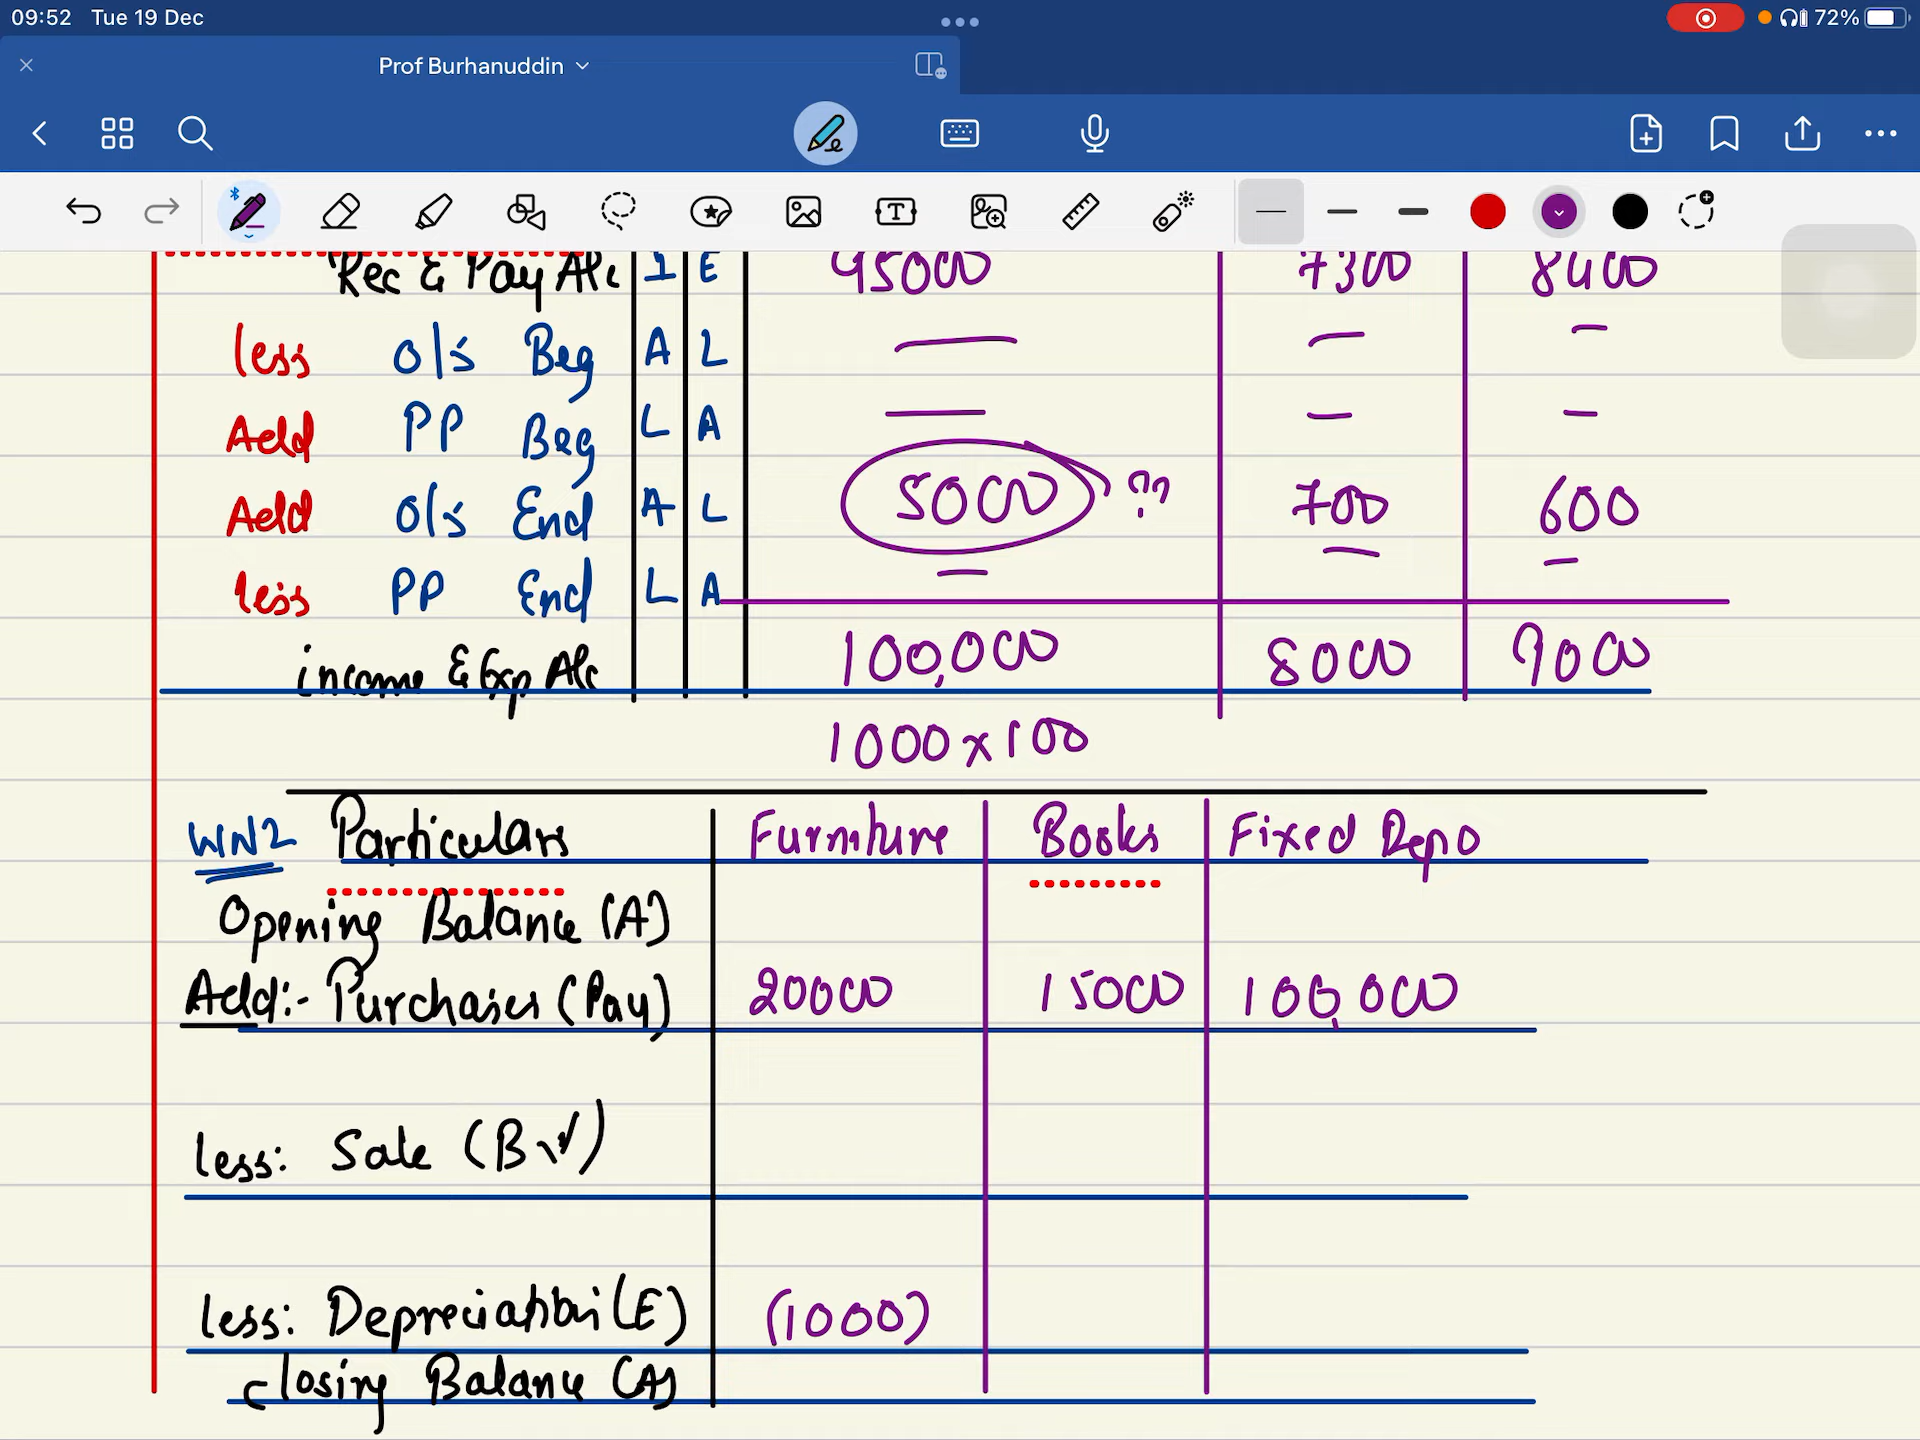 09:52 Tue 19 Dec 72%
Prof Burhanuddin
Rec & Pay A/c I E 95000 7300 8400
less O/s Beg A L — — —
Add PP Beg L A — — —
Add O/s End A L 5000 ?? 700 600
less PP End L A — — —
income & Exp A/c 100,000 8000 9000
1000 x 100
WN2 Particulars Furniture Books Fixed Depo
Opening Balance (A)
Add:- Purchases (Pay) 20000 15000 100,000
less: Sale (B.V)
less: Depreciation (E) (1000)
closing Balance (A)